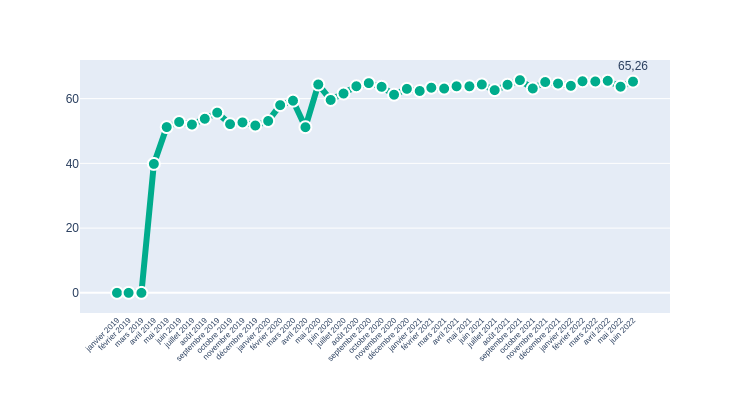 65,26
60
40
20
0
janvier 2019
février 2019
mars 2019
avril 2019
mai 2019
juin 2019
juillet 2019
août 2019
septembre 2019
octobre 2019
novembre 2019
décembre 2019
janvier 2020
février 2020
mars 2020
avril 2020
mai 2020
juin 2020
juillet 2020
août 2020
septembre 2020
octobre 2020
novembre 2020
décembre 2020
janvier 2021
février 2021
mars 2021
avril 2021
mai 2021
juin 2021
juillet 2021
août 2021
septembre 2021
octobre 2021
novembre 2021
décembre 2021
janvier 2022
février 2022
mars 2022
avril 2022
mai 2022
juin 2022